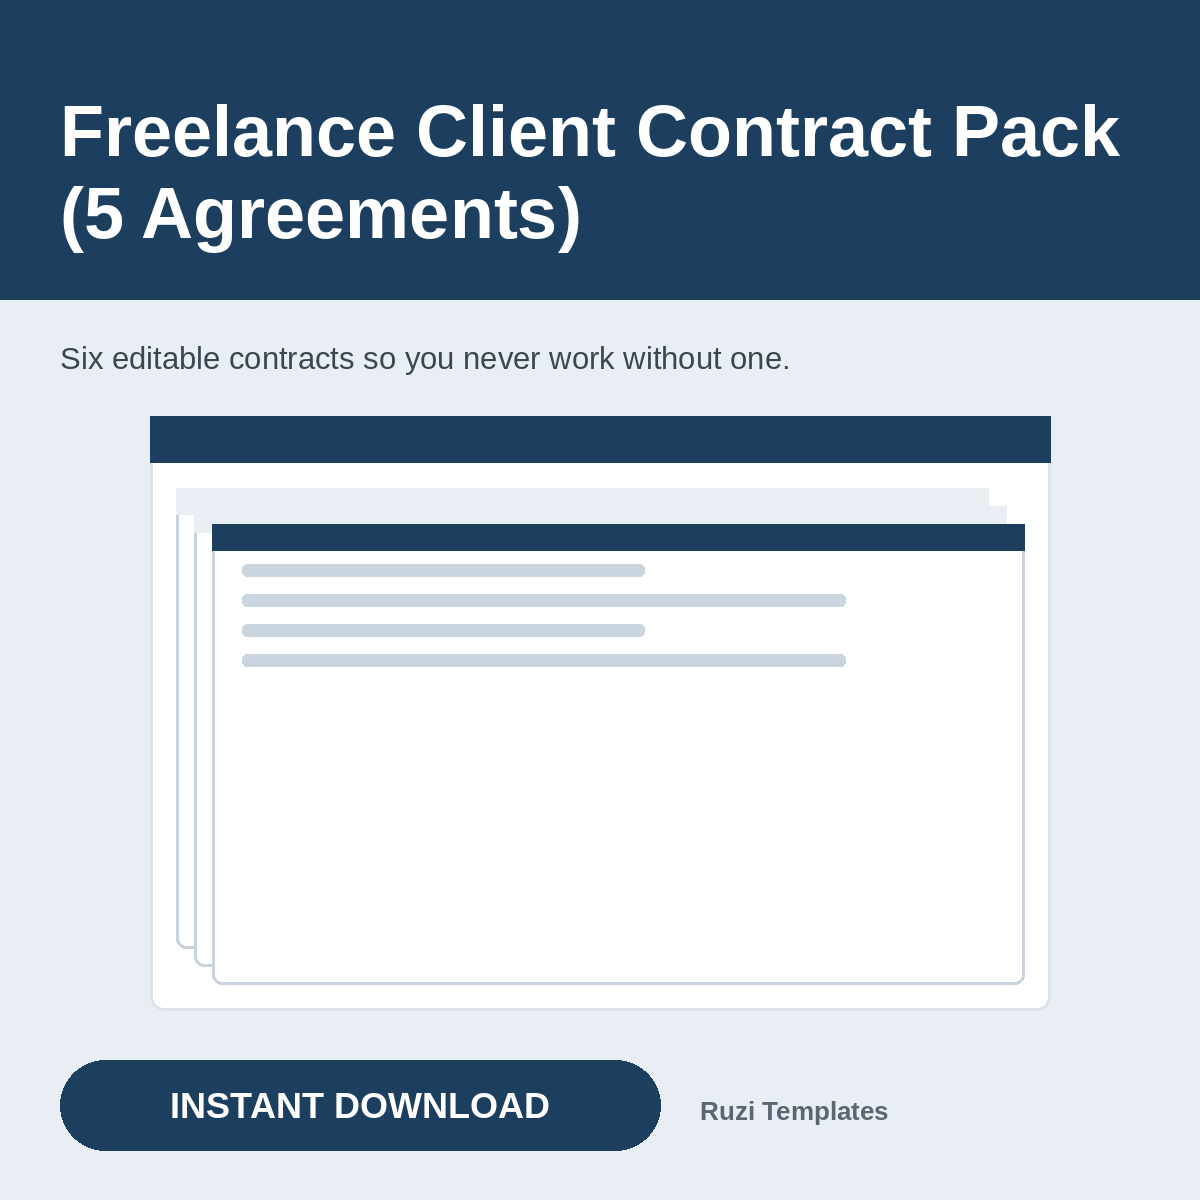 Freelance Client Contract Pack
(5 Agreements)
Six editable contracts so you never work without one.
INSTANT DOWNLOAD
Ruzi Templates